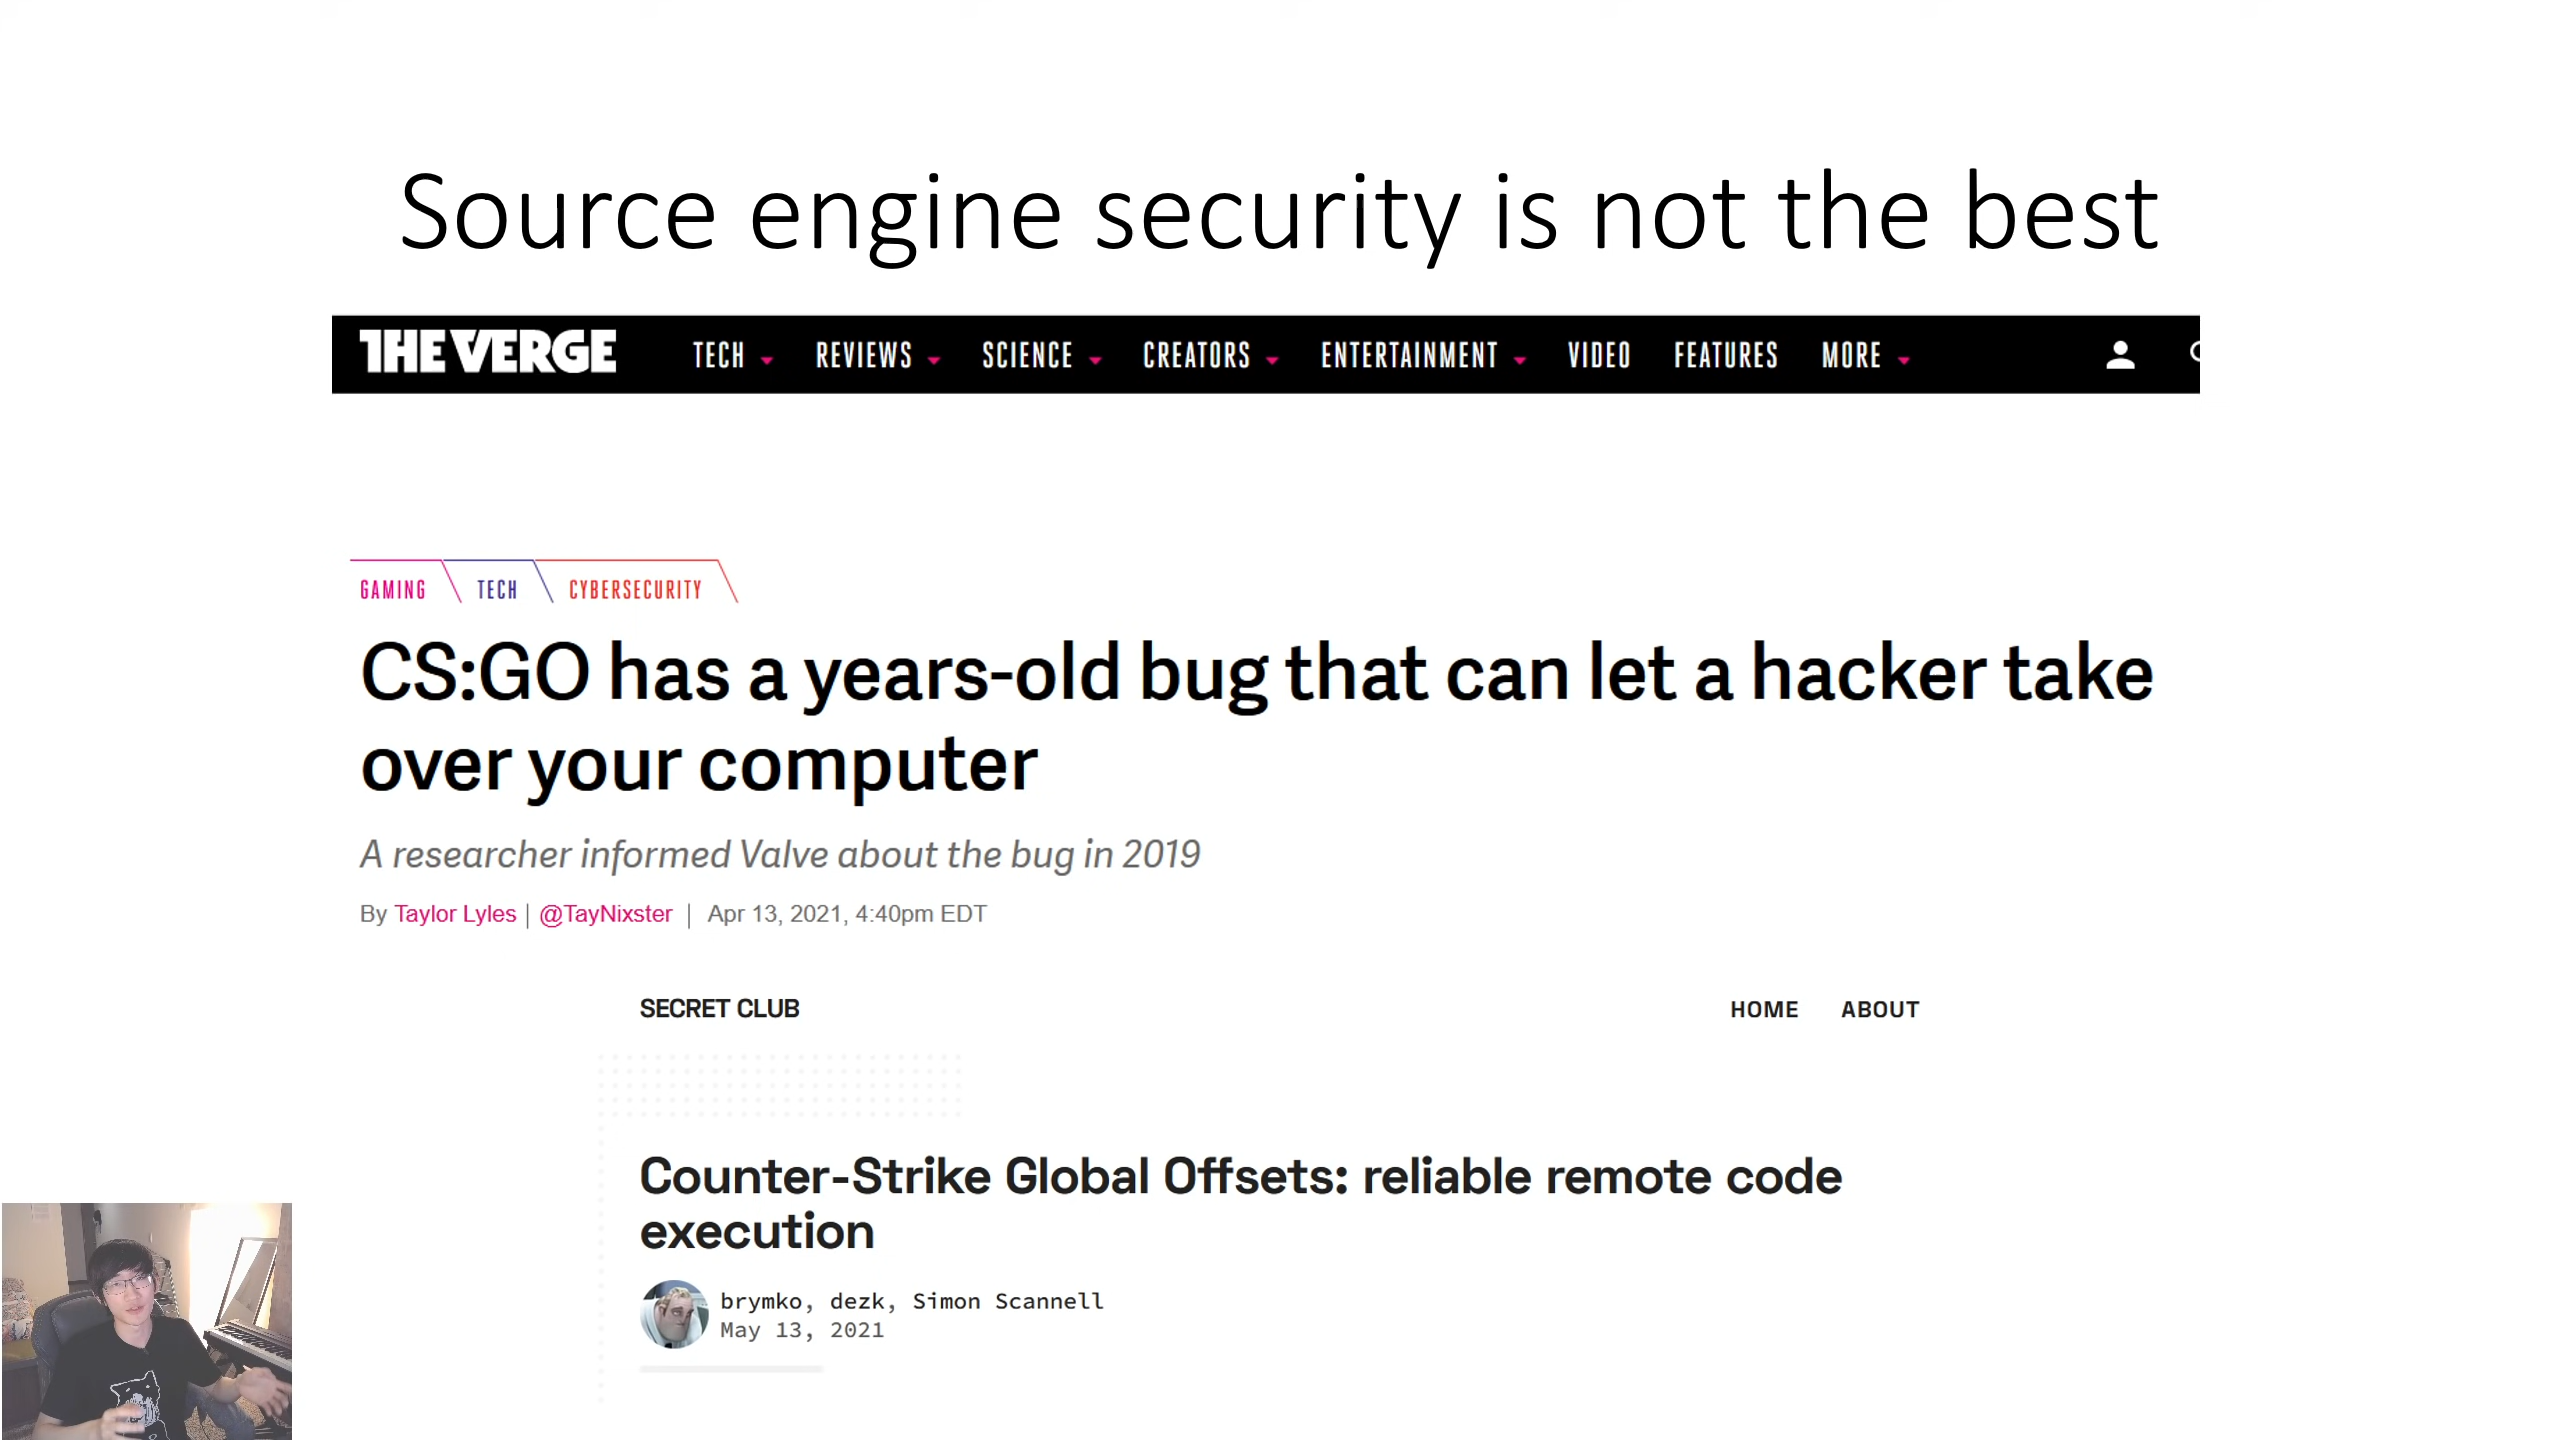 Source engine security is not the best
THE VERGE TECH REVIEWS SCIENCE CREATORS ENTERTAINMENT VIDEO FEATURES MORE
GAMING TECH CYBERSECURITY
CS:GO has a years-old bug that can let a hacker take
over your computer
A researcher informed Valve about the bug in 2019
By Taylor Lyles | @TayNixster | Apr 13, 2021, 4:40pm EDT
SECRET CLUB HOME ABOUT
Counter-Strike Global Offsets: reliable remote code
execution
brymko, dezk, Simon Scannell
May 13, 2021